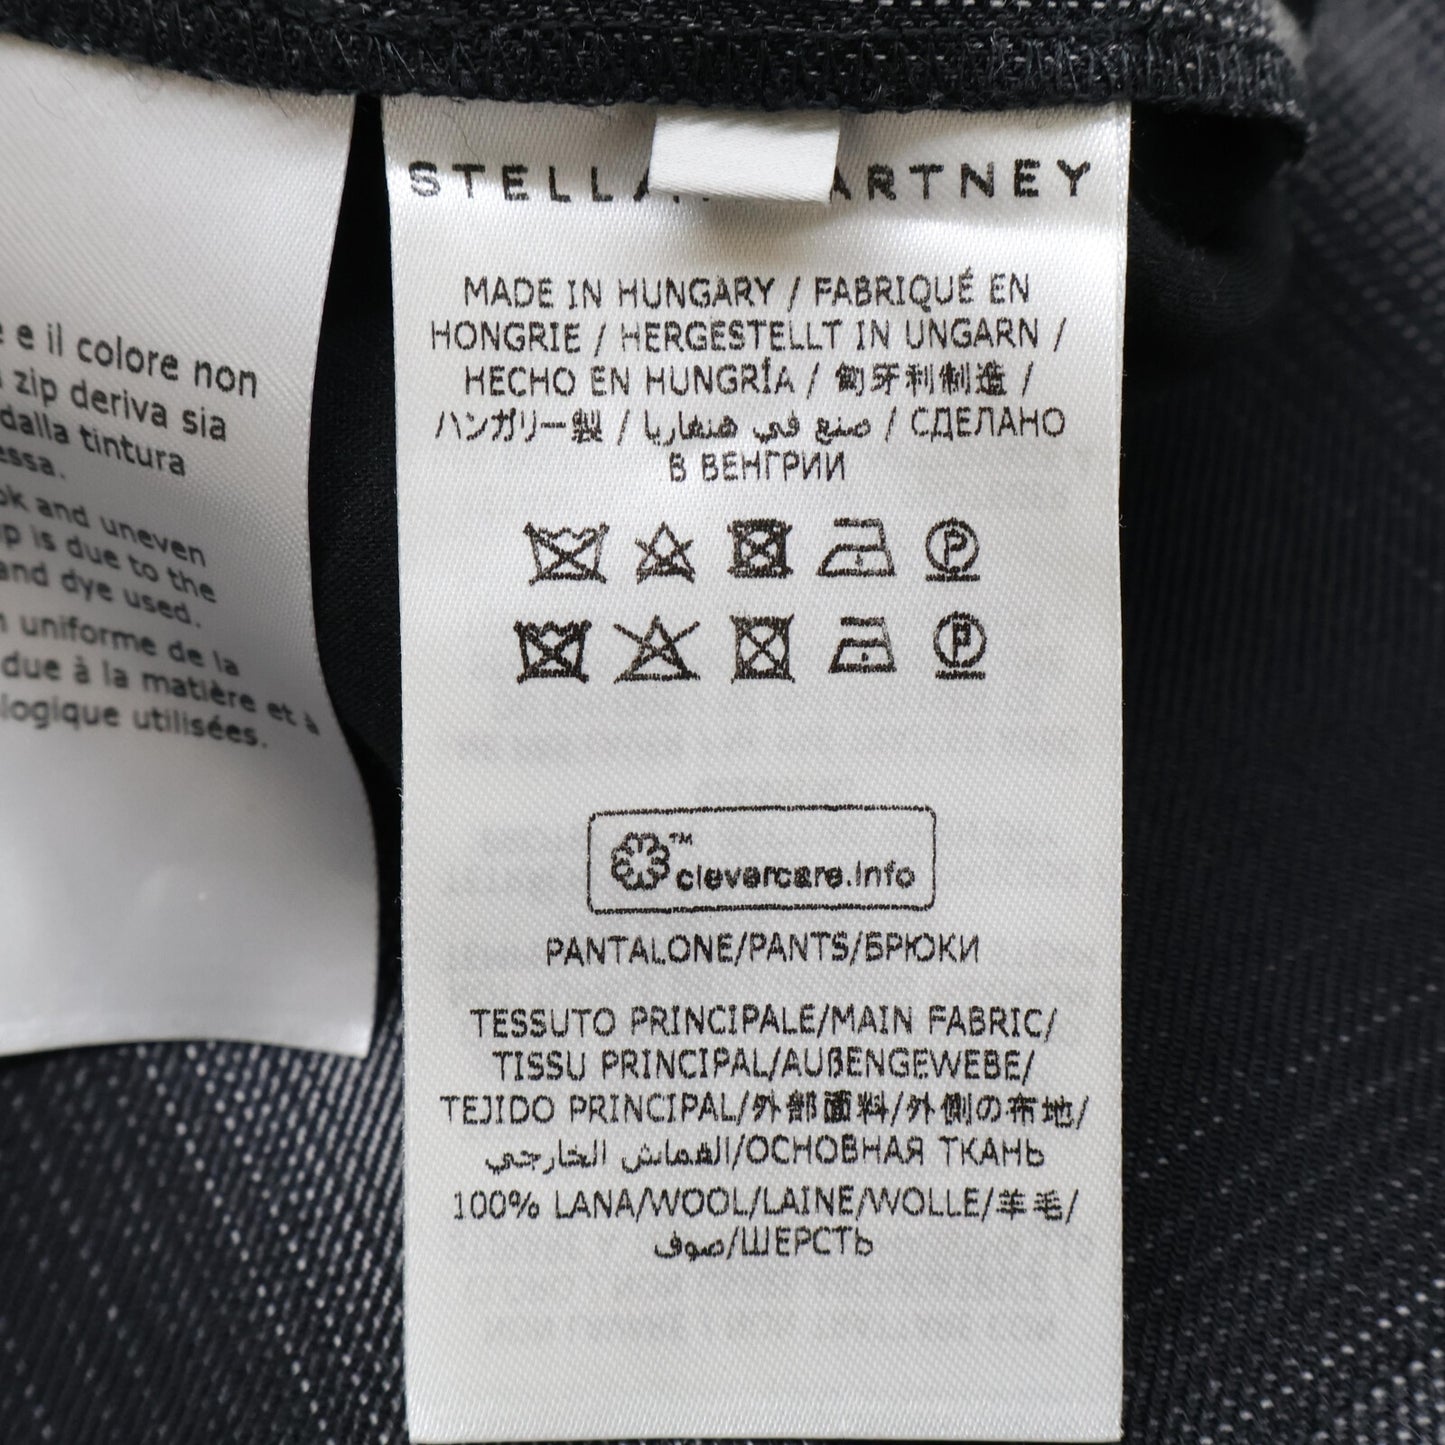 e e il colore non
zip deriva sia
dalla tintura
essa.
ok and uneven
up is due to the
and dye used.
uniforme de la
due à la matière et à
logique utilisées.
STELLA ARTNEY
MADE IN HUNGARY / FABRIQUÉ EN
HONGRIE / HERGESTELLT IN UNGARN /
HECHO EN HUNGRÍA / 匈牙利制造 /
ハンガリー製 / صنع في هنغاريا / СДЕЛАНО
В ВЕНГРИИ
P
P
™
clevercare.info
PANTALONE/PANTS/БРЮКИ
TESSUTO PRINCIPALE/MAIN FABRIC/
TISSU PRINCIPAL/AUßENGEWEBE/
TEJIDO PRINCIPAL/外部面料/外側の布地/
القماش الخارجي/ОСНОВНАЯ ТКАНЬ
100% LANA/WOOL/LAINE/WOLLE/羊毛/
صوف/ШЕРСТЬ